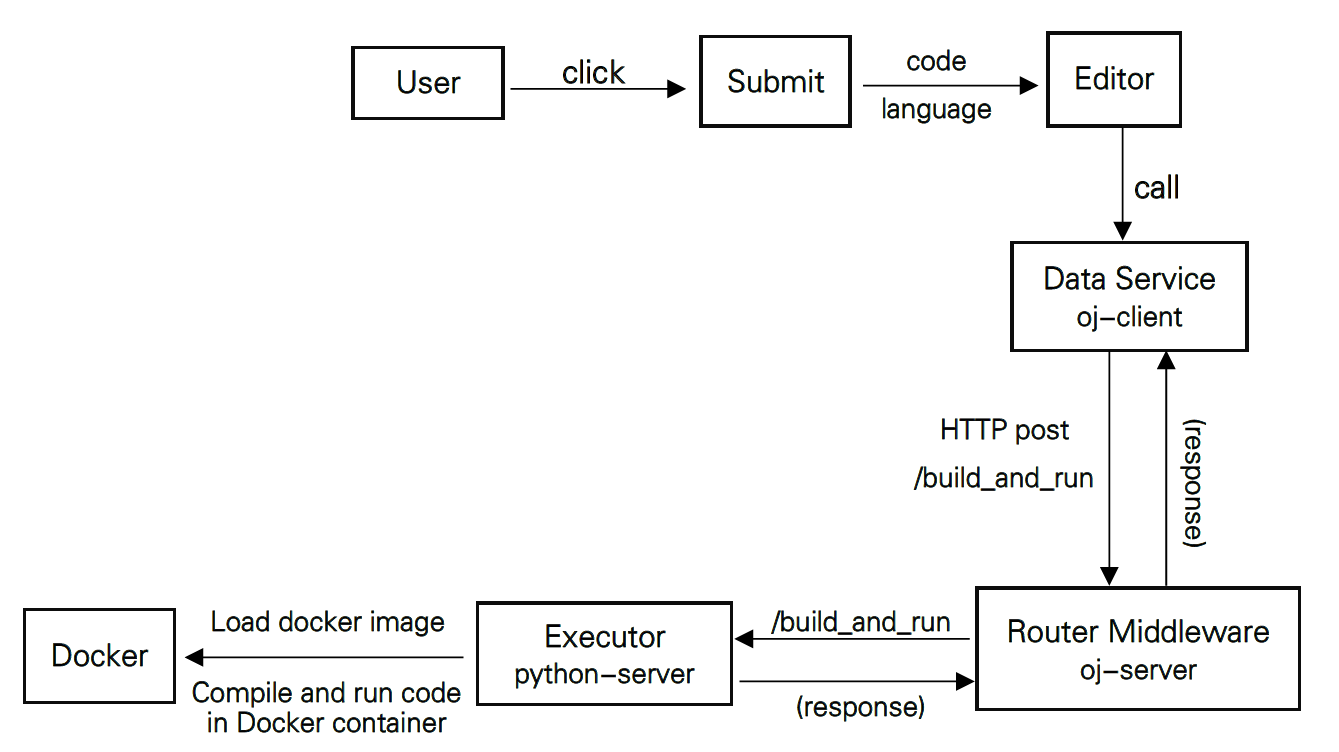 User
click
Submit
code
language
Editor
call
Data Service
oj–client
HTTP post
/build_and_run
(response)
Router Middleware
oj–server
/build_and_run
(response)
Executor
python–server
Load docker image
Compile and run code
in Docker container
Docker